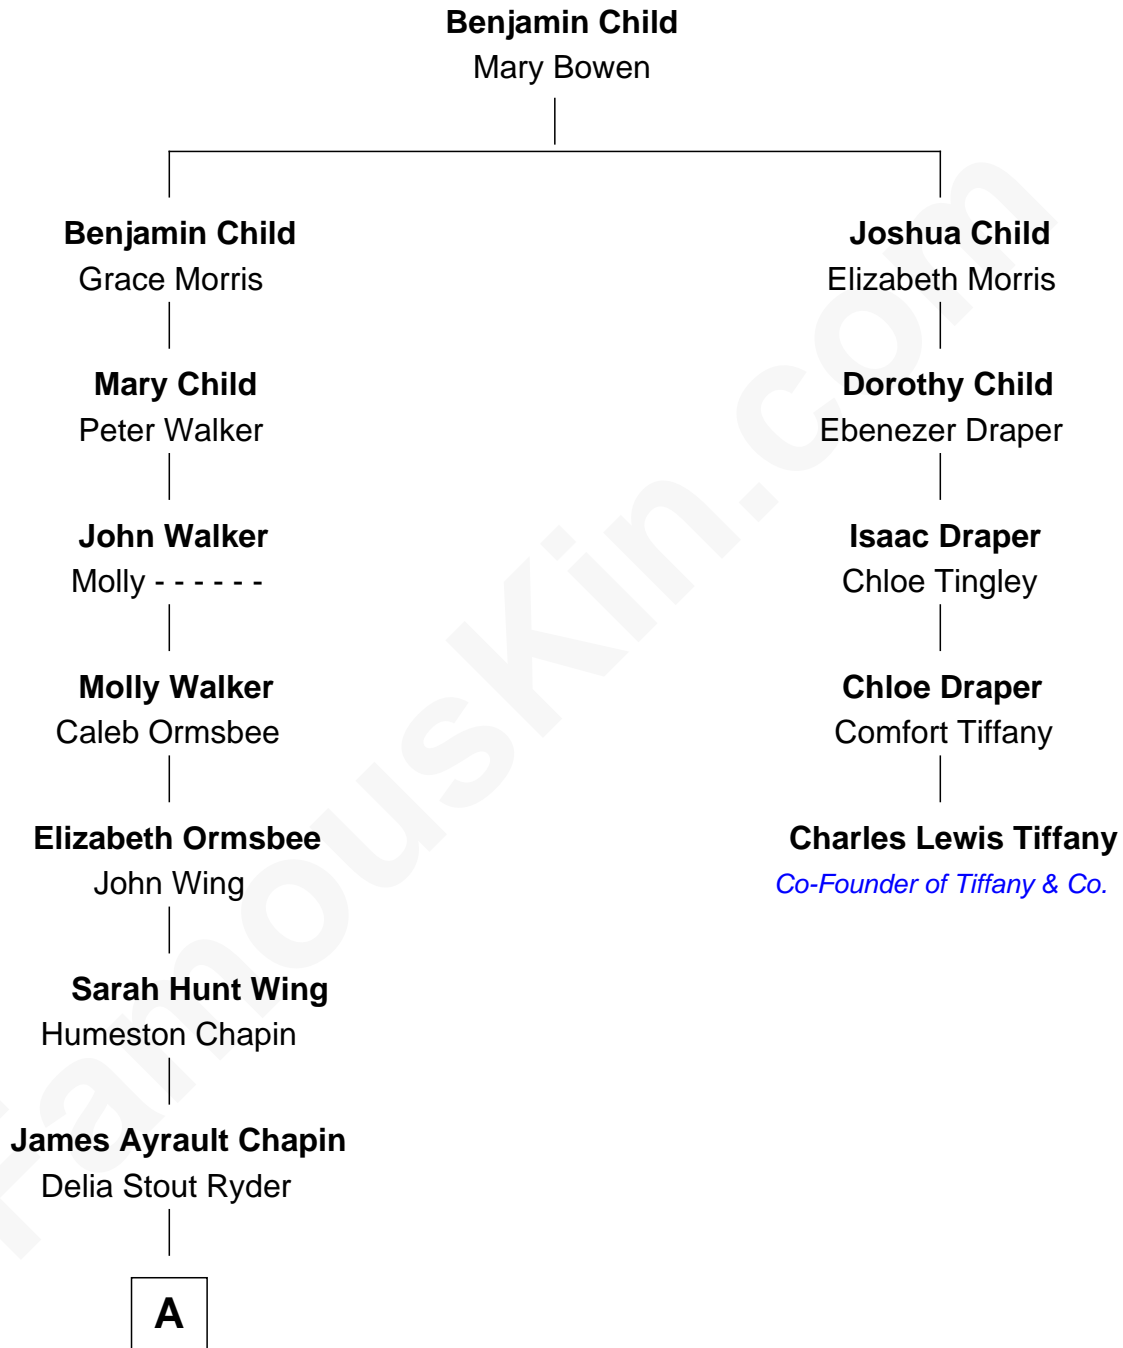 Benjamin Child
Mary Bowen
Benjamin Child
Grace Morris
Joshua Child
Elizabeth Morris
Mary Child
Peter Walker
Dorothy Child
Ebenezer Draper
John Walker
Molly - - - - - -
Isaac Draper
Chloe Tingley
Molly Walker
Caleb Ormsbee
Chloe Draper
Comfort Tiffany
Elizabeth Ormsbee
John Wing
Charles Lewis Tiffany
Co-Founder of Tiffany & Co.
Sarah Hunt Wing
Humeston Chapin
James Ayrault Chapin
Delia Stout Ryder
A
FamousKin.com